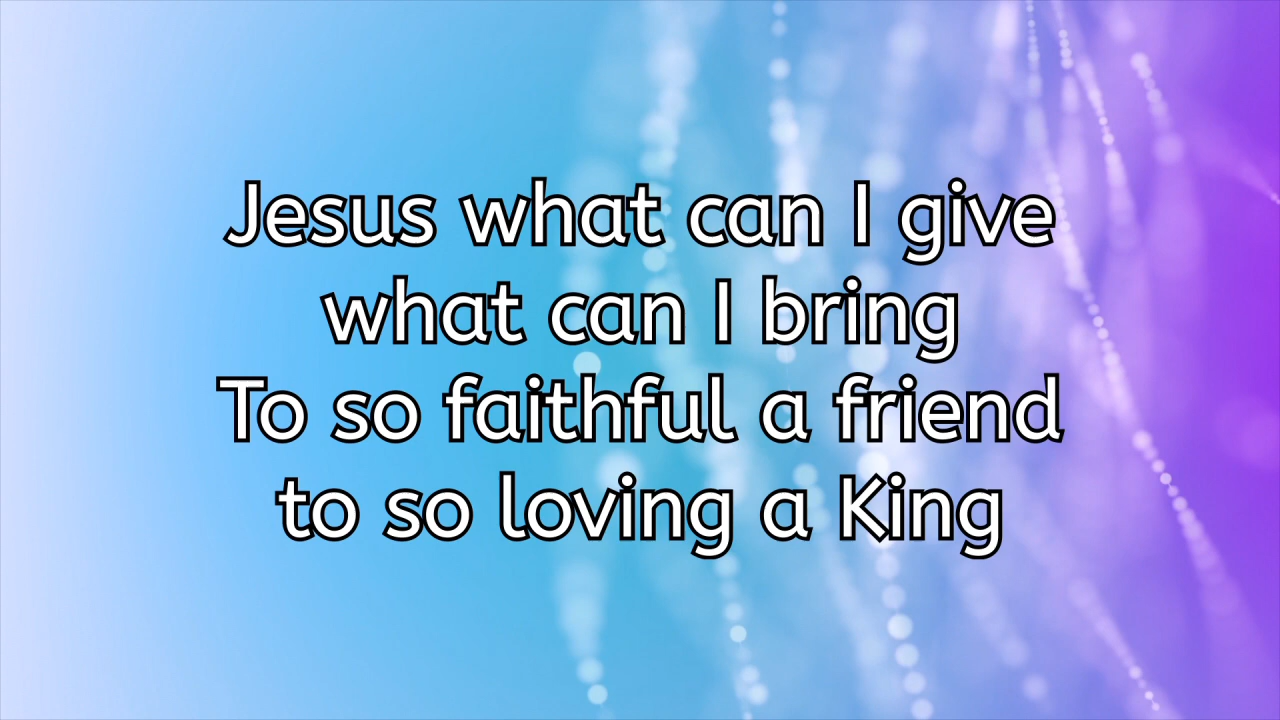 Jesus what can I give
what can I bring
To so faithful a friend
to so loving a King